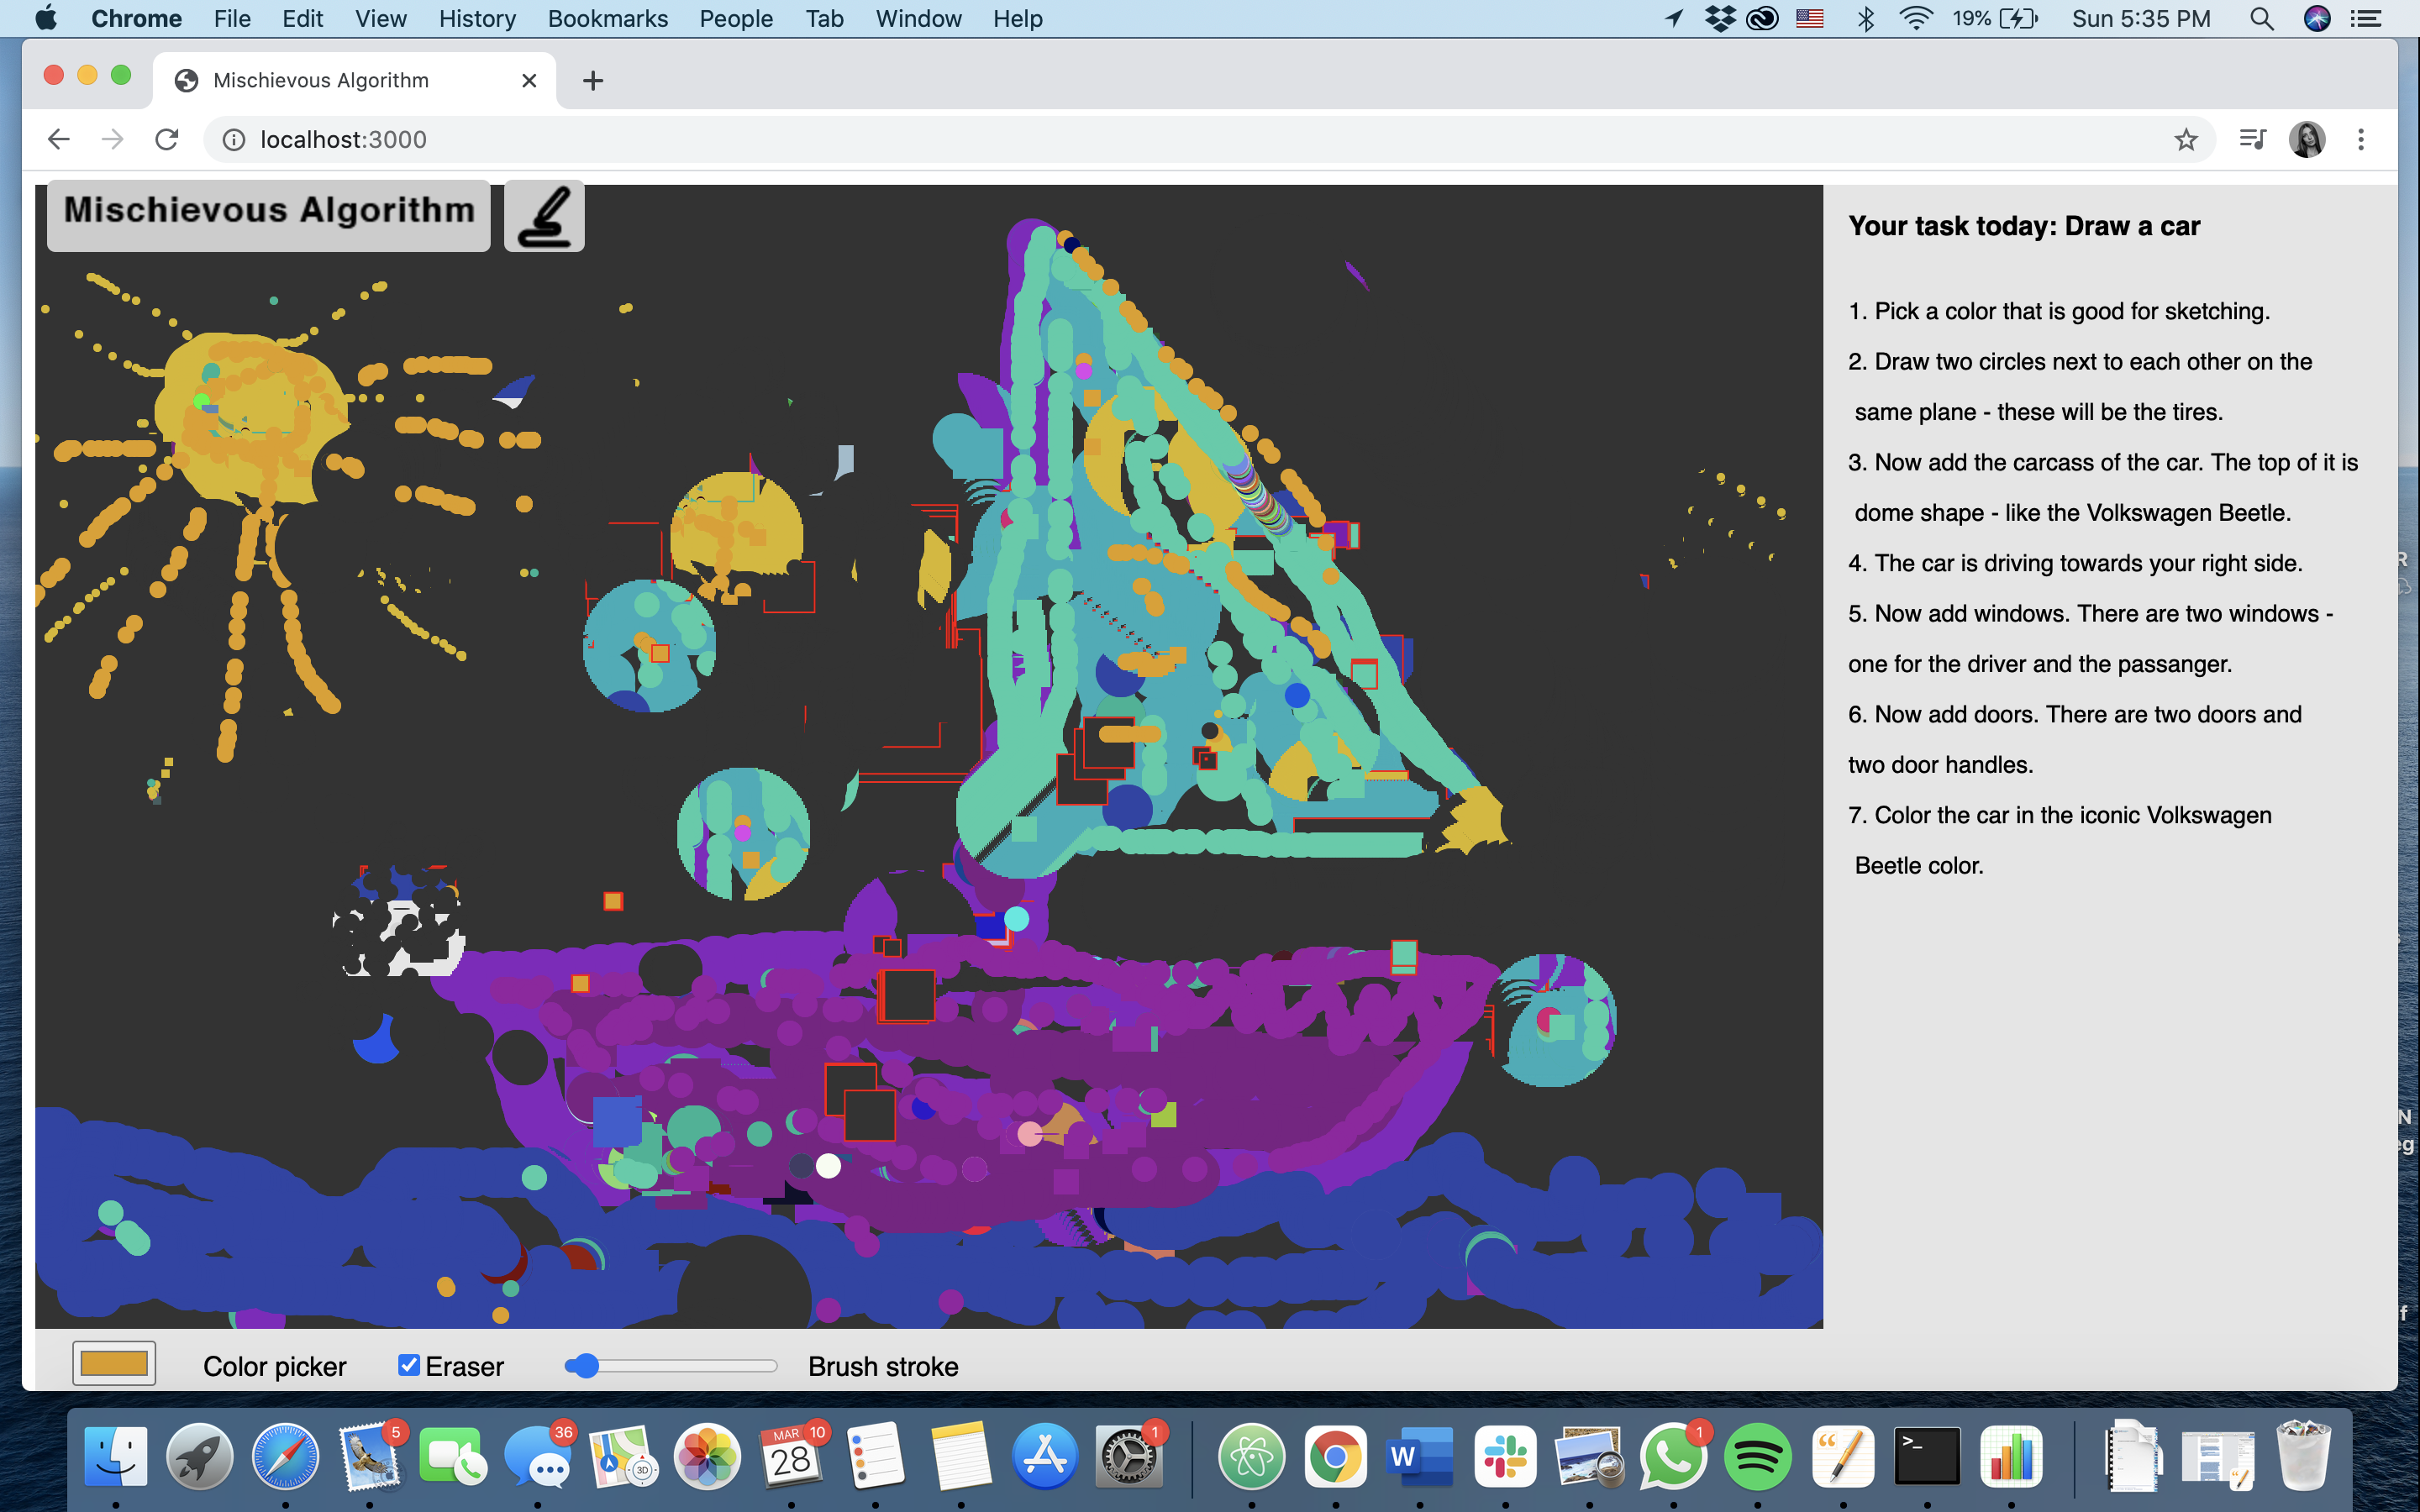 Chrome File Edit View History Bookmarks People Tab Window Help 19% Sun 5:35 PM
Mischievous Algorithm
localhost:3000
Mischievous Algorithm
Your task today: Draw a car
1. Pick a color that is good for sketching.
2. Draw two circles next to each other on the
same plane - these will be the tires.
3. Now add the carcass of the car. The top of it is
dome shape - like the Volkswagen Beetle.
4. The car is driving towards your right side.
5. Now add windows. There are two windows -
one for the driver and the passanger.
6. Now add doors. There are two doors and
two door handles.
7. Color the car in the iconic Volkswagen
Beetle color.
Color picker Eraser Brush stroke
5 36 MAR 10 1 1
28 3D W >_